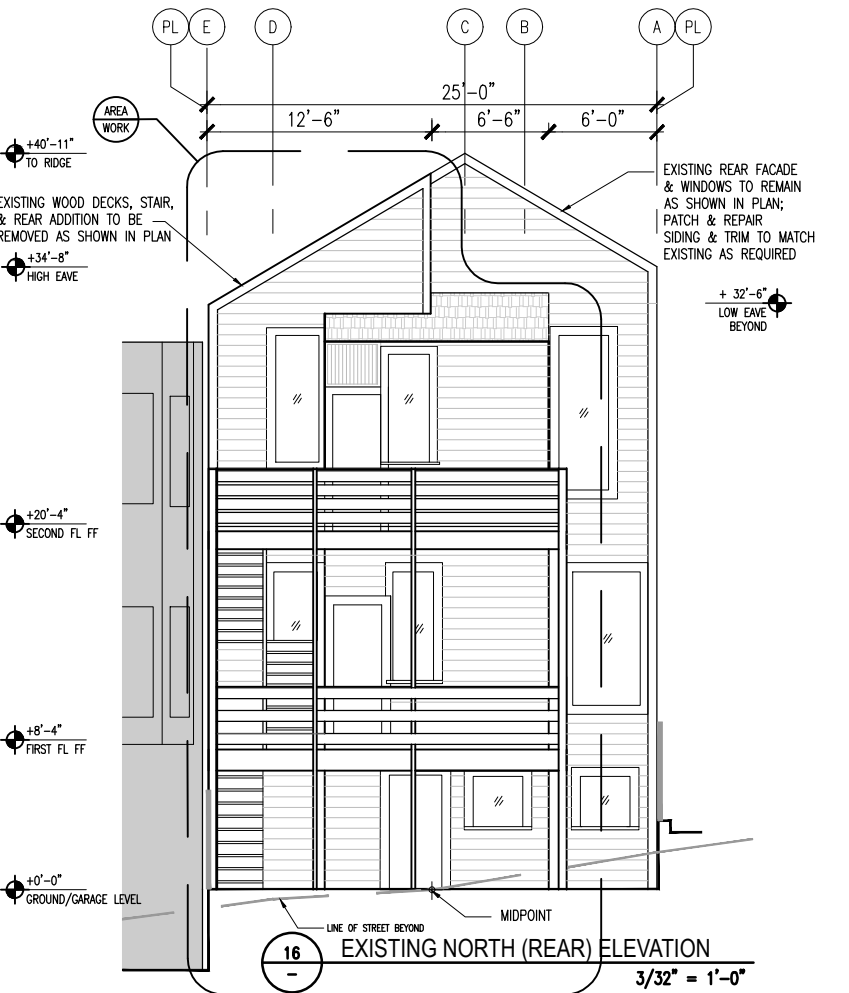 PL E D C B A PL
25'-0"
12'-6" 6'-6" 6'-0"
AREA
WORK
+40'-11"
TO RIDGE
EXISTING WOOD DECKS, STAIR,
& REAR ADDITION TO BE
REMOVED AS SHOWN IN PLAN
EXISTING REAR FACADE
& WINDOWS TO REMAIN
AS SHOWN IN PLAN;
PATCH & REPAIR
SIDING & TRIM TO MATCH
EXISTING AS REQUIRED
+34'-8"
HIGH EAVE
+ 32'-6"
LOW EAVE
BEYOND
+20'-4"
SECOND FL FF
+8'-4"
FIRST FL FF
+0'-0"
GROUND/GARAGE LEVEL
MIDPOINT
LINE OF STREET BEYOND
16
-
EXISTING NORTH (REAR) ELEVATION
3/32" = 1'-0"